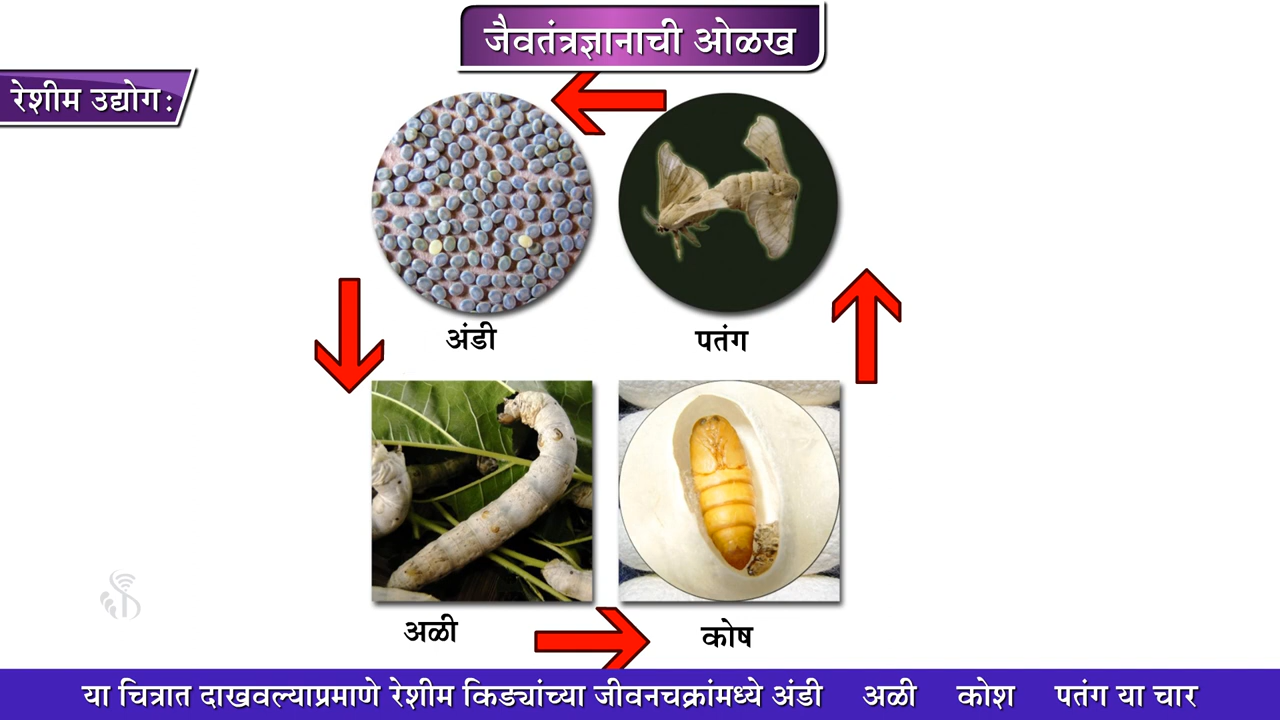 जैवतंत्रज्ञानाची ओळख
रेशीम उद्योग:
अंडी
पतंग
अळी
कोष
या चित्रात दाखवल्याप्रमाणे रेशीम किड्यांच्या जीवनचक्रांमध्ये अंडी अळी कोश पतंग या चार